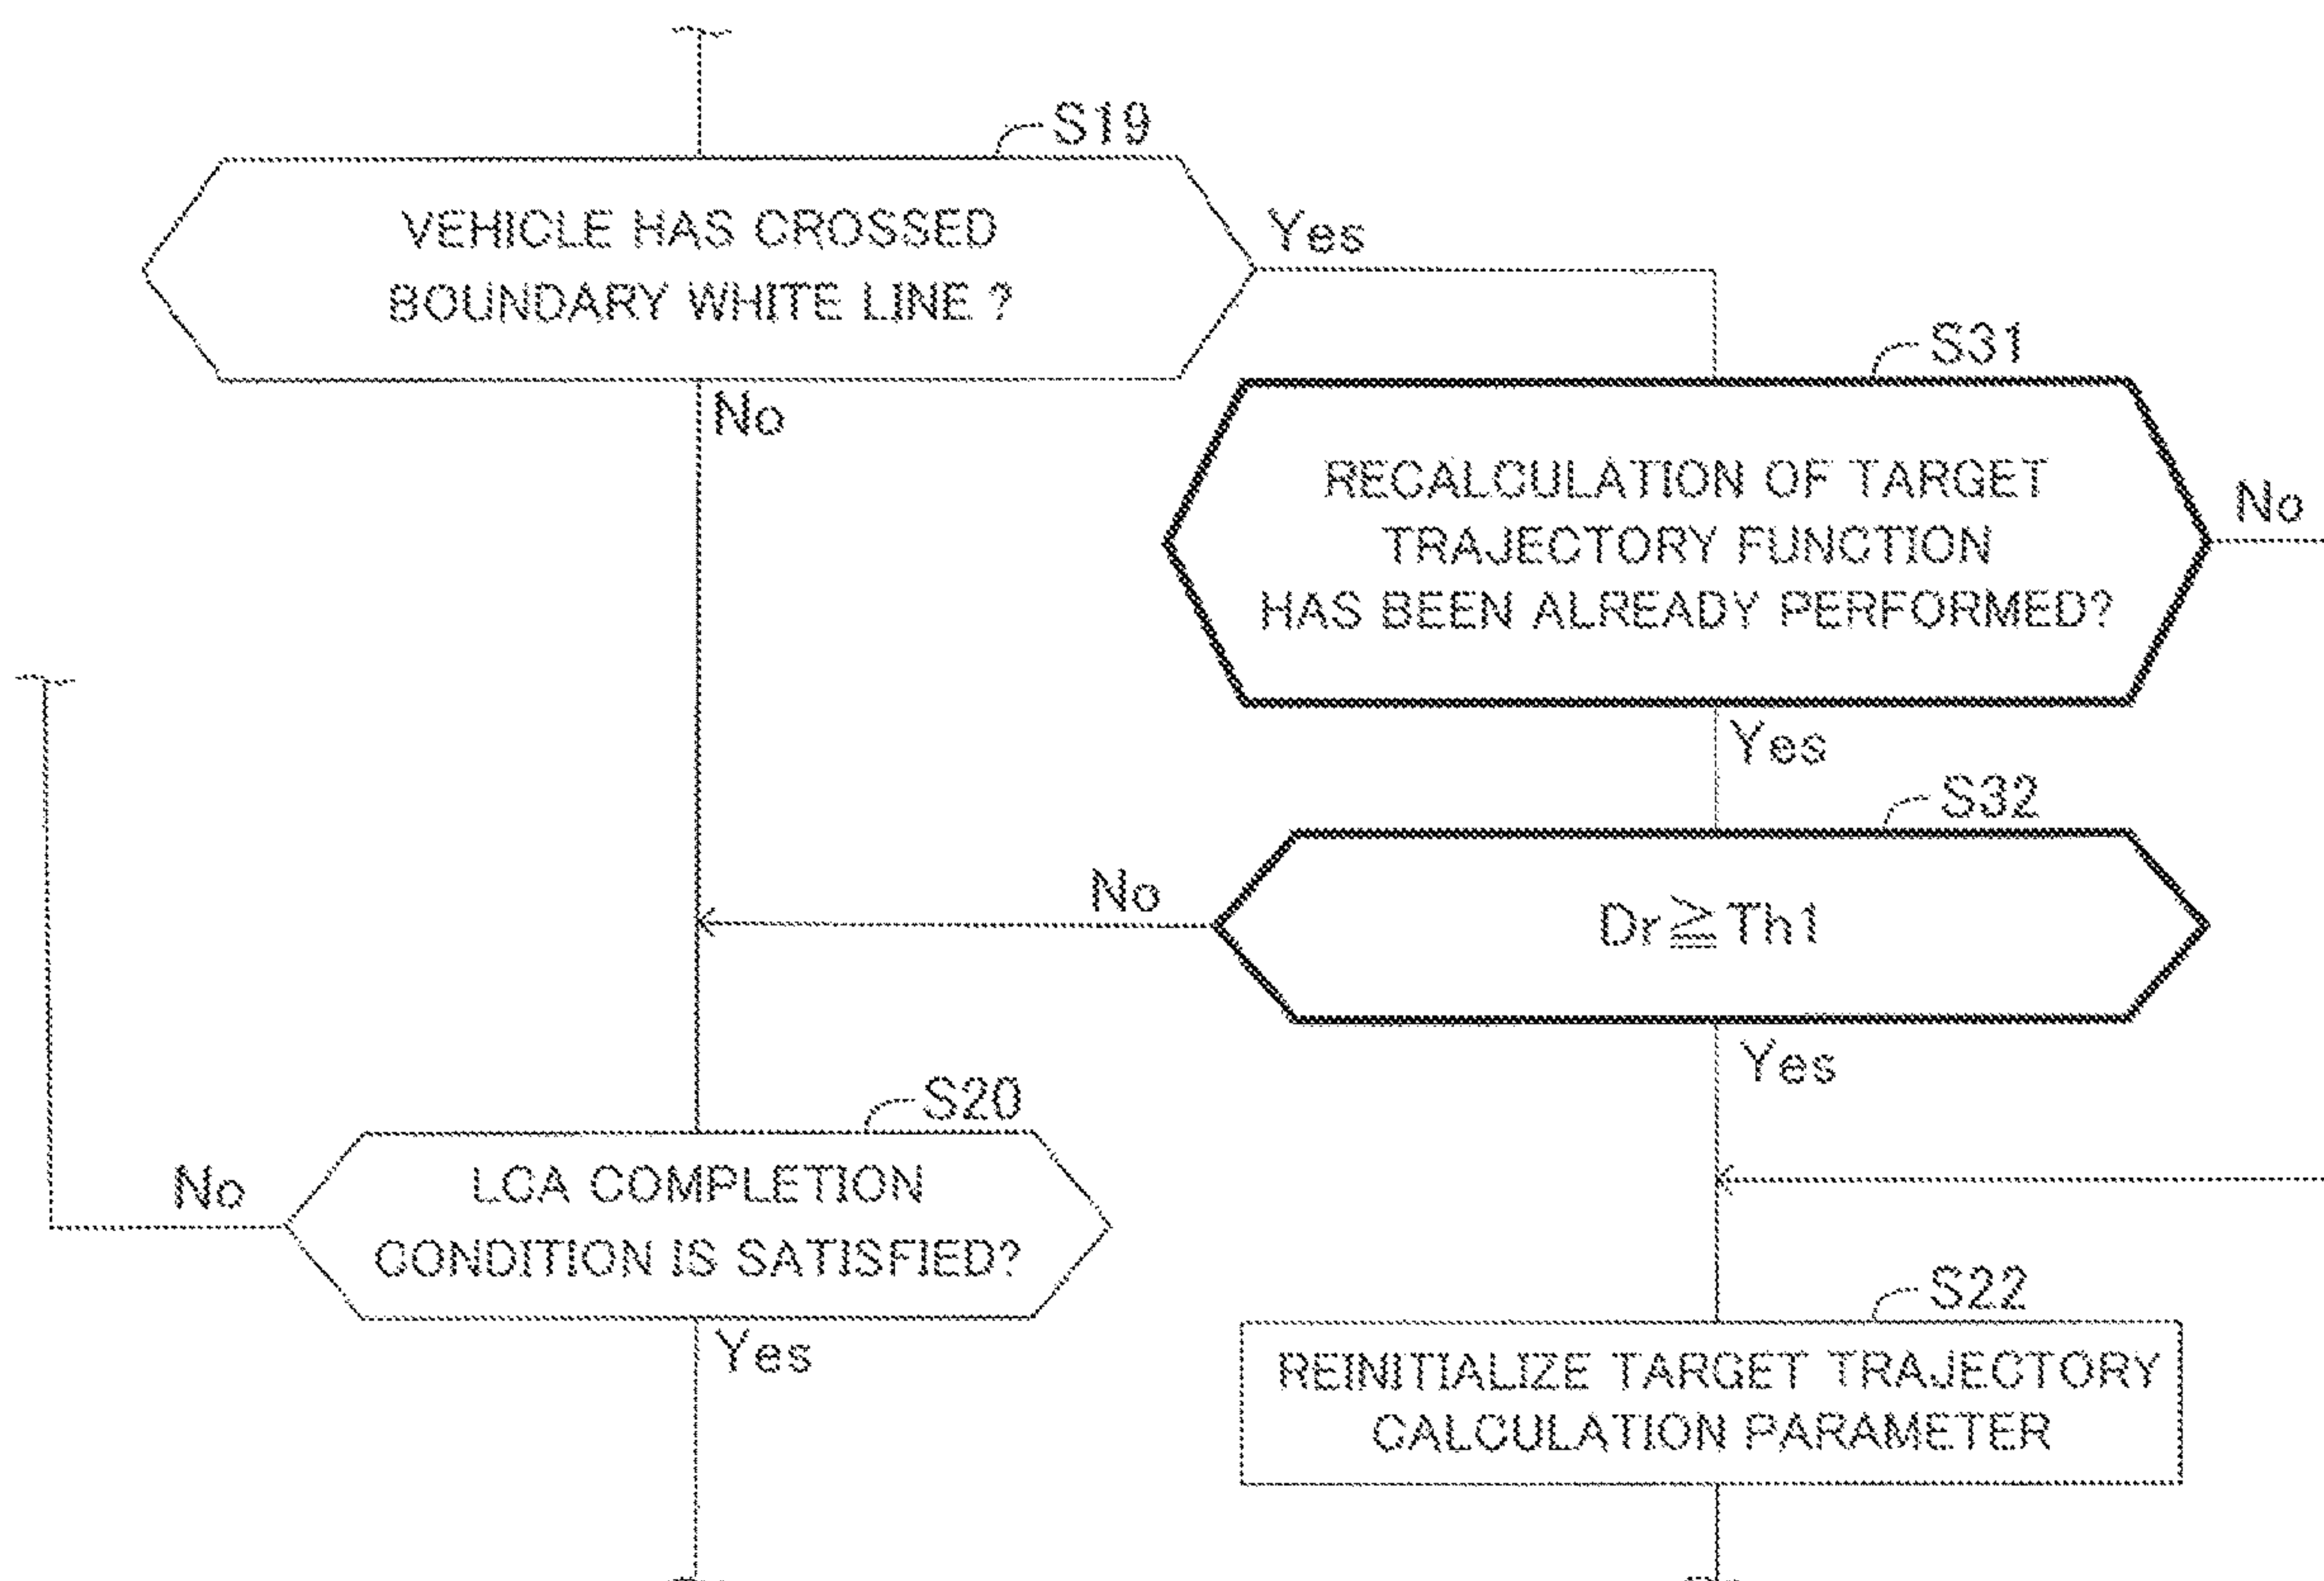 S19
VEHICLE HAS CROSSED
BOUNDARY WHITE LINE ?
Yes
No
S31
RECALCULATION OF TARGET
TRAJECTORY FUNCTION
HAS BEEN ALREADY PERFORMED?
No
Yes
S32
Dr≧Th1
No
Yes
S20
LCA COMPLETION
CONDITION IS SATISFIED?
No
Yes
S22
REINITIALIZE TARGET TRAJECTORY
CALCULATION PARAMETER